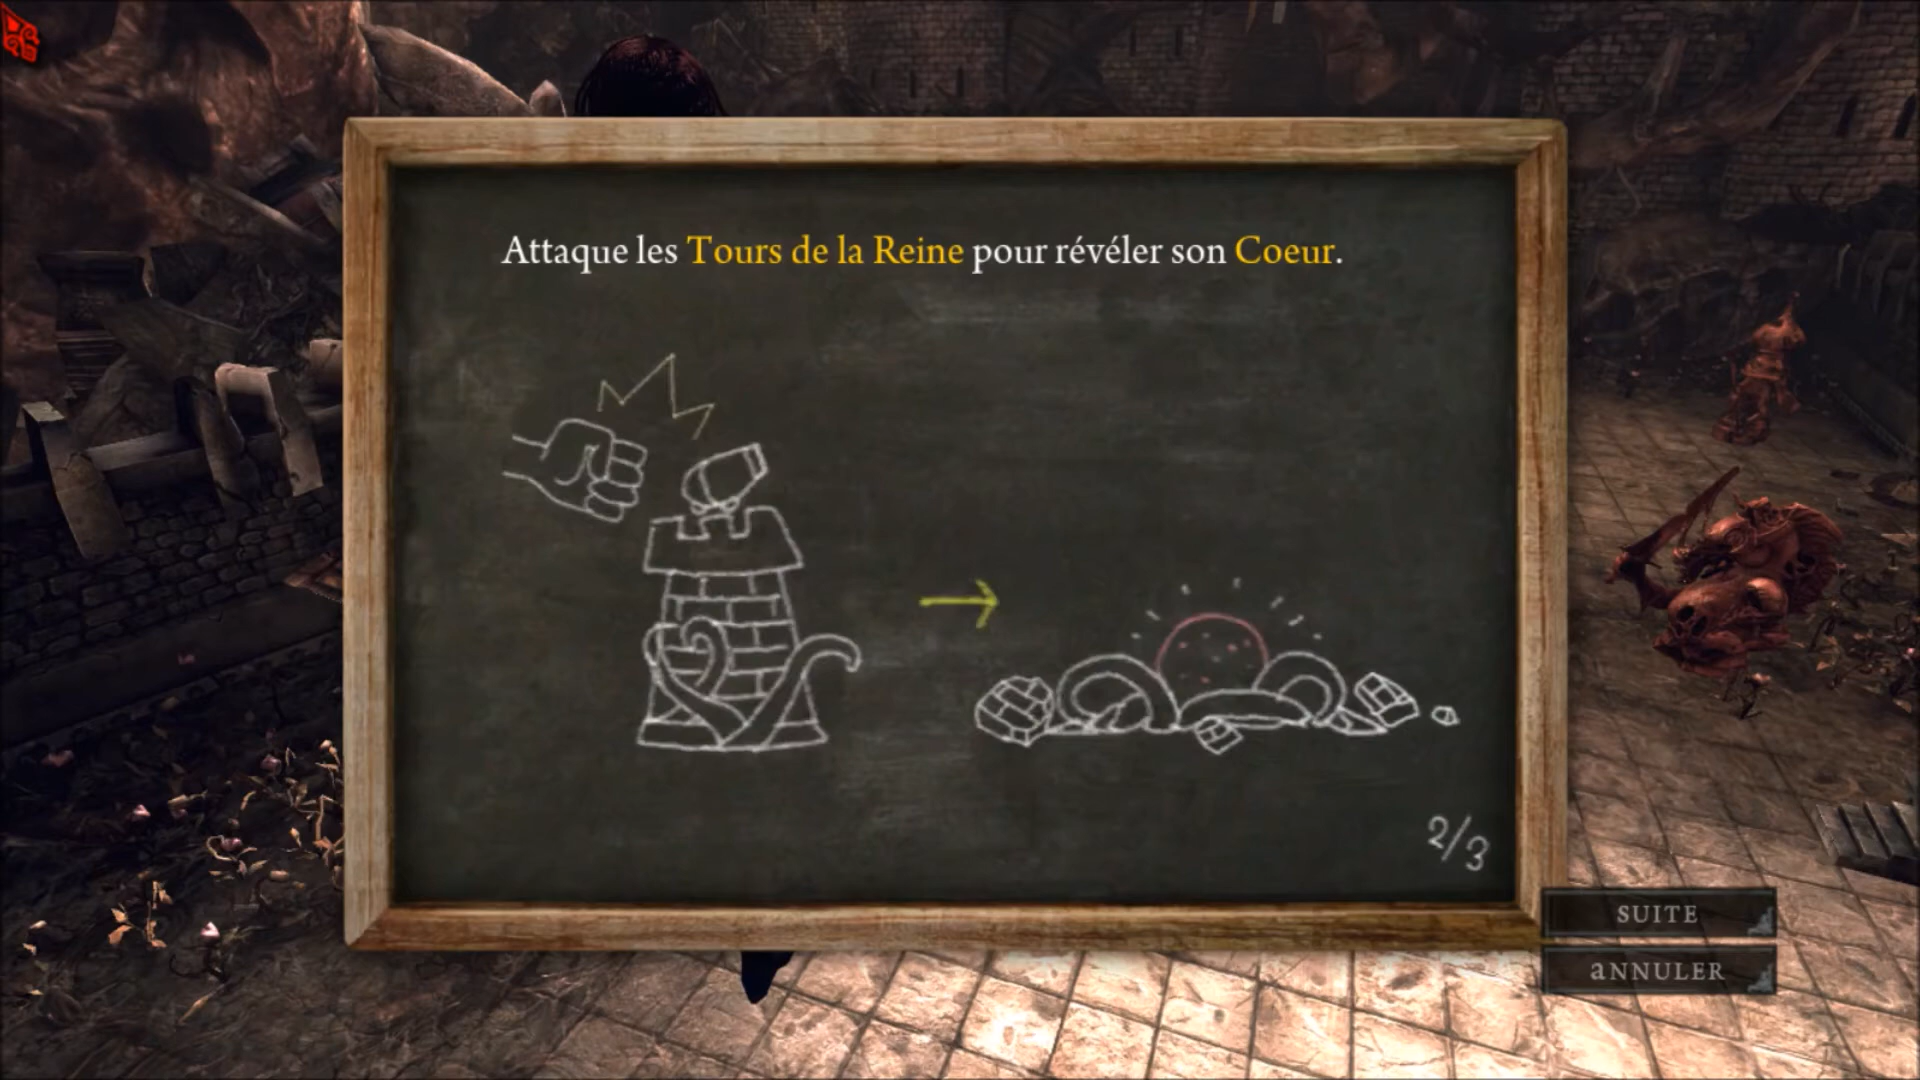 Attaque les Tours de la Reine pour révéler son Coeur.
2/3
SUITE
aNNULER